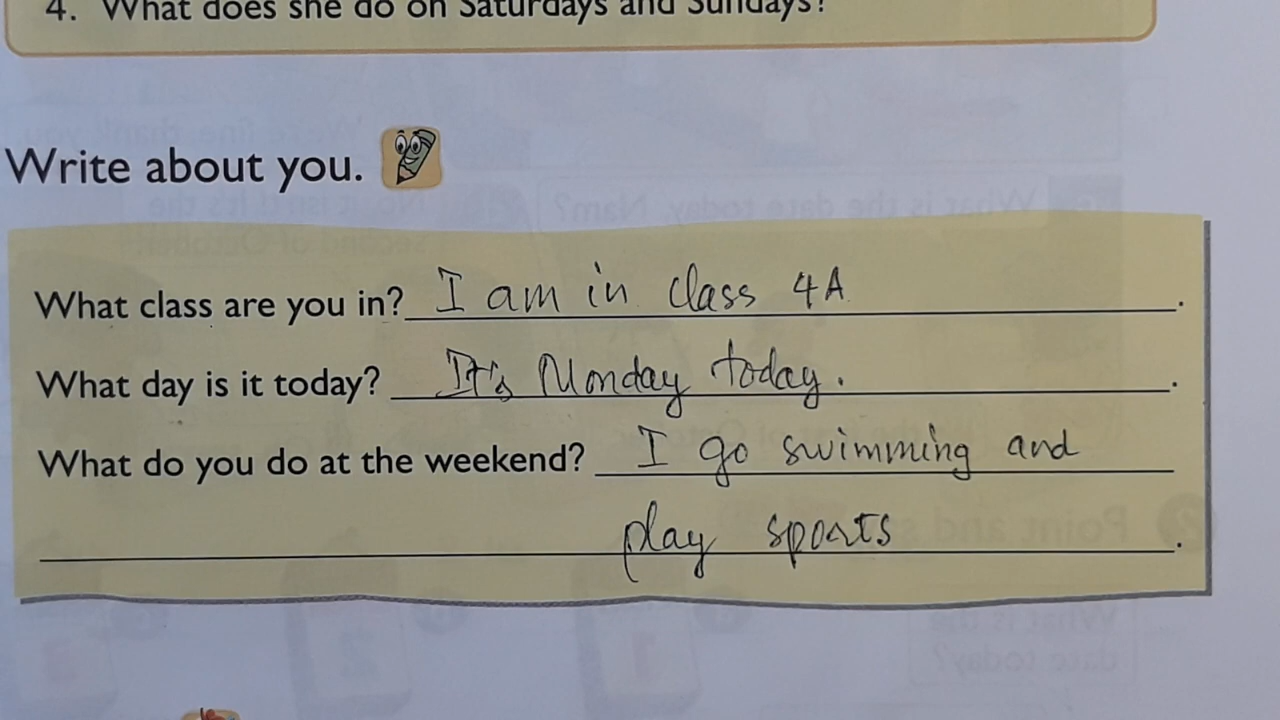 4. What does she do on Saturdays and Sundays?
Write about you.
What class are you in? I am in class 4A .
What day is it today? It's Monday today. .
What do you do at the weekend? I go swimming and
play sports .